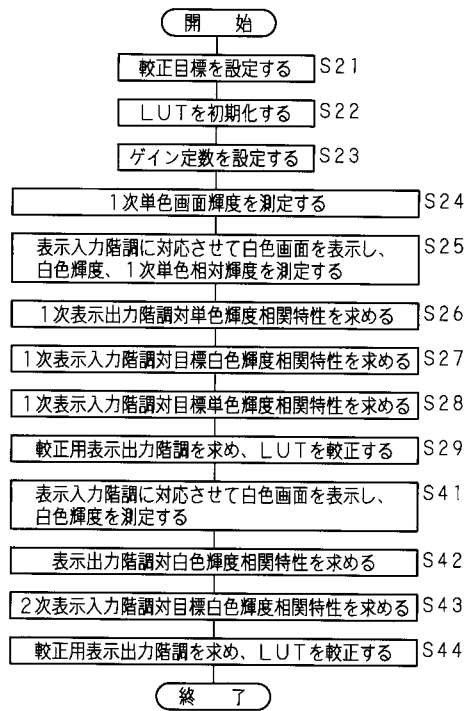 開　始
較正目標を設定する S21
LUTを初期化する S22
ゲイン定数を設定する S23
1次単色画面輝度を測定する S24
表示入力階調に対応させて白色画面を表示し、 S25
白色輝度、1次単色相対輝度を測定する
1次表示出力階調対単色輝度相関特性を求める S26
1次表示入力階調対目標白色輝度相関特性を求める S27
1次表示入力階調対目標単色輝度相関特性を求める S28
較正用表示出力階調を求め、LUTを較正する S29
表示入力階調に対応させて白色画面を表示し、 S41
白色輝度を測定する
表示出力階調対白色輝度相関特性を求める S42
2次表示入力階調対目標白色輝度相関特性を求める S43
較正用表示出力階調を求め、LUTを較正する S44
終　了